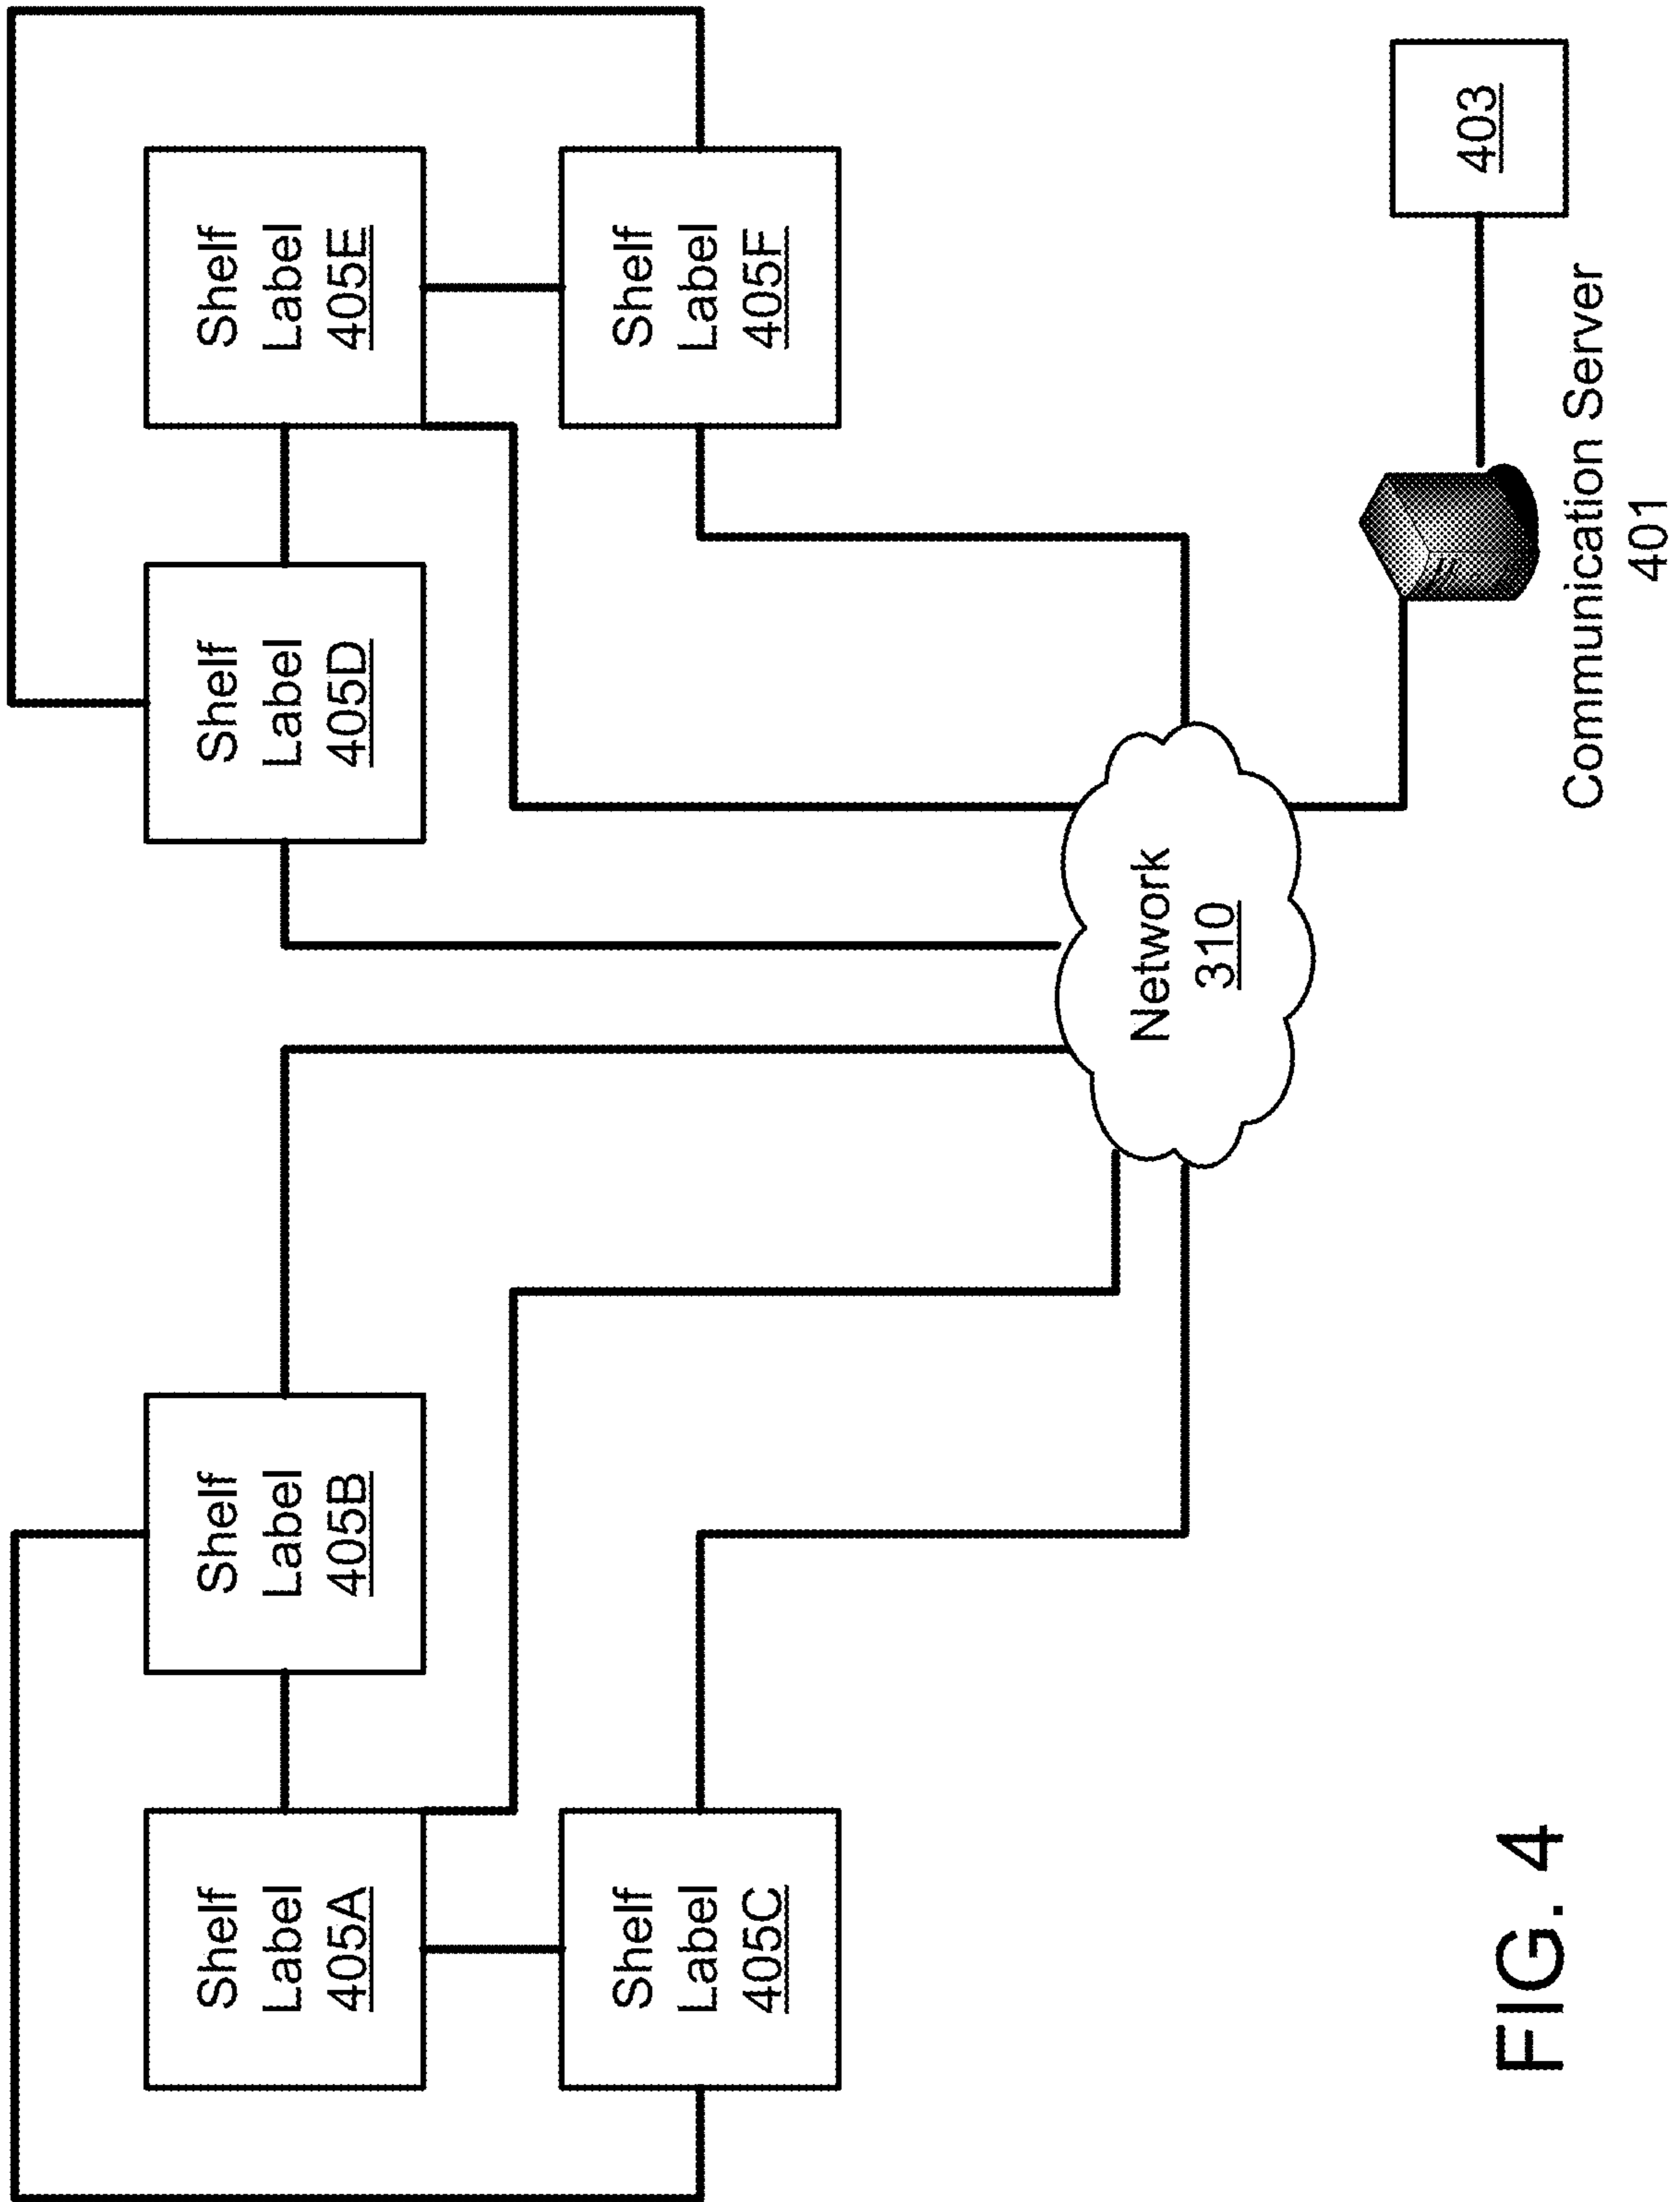 Shelf
Label
405A
Shelf
Label
405B
Shelf
Label
405D
Shelf
Label
405E
Shelf
Label
405C
Shelf
Label
405F
Network
310
403
Communication Server
401
FIG. 4